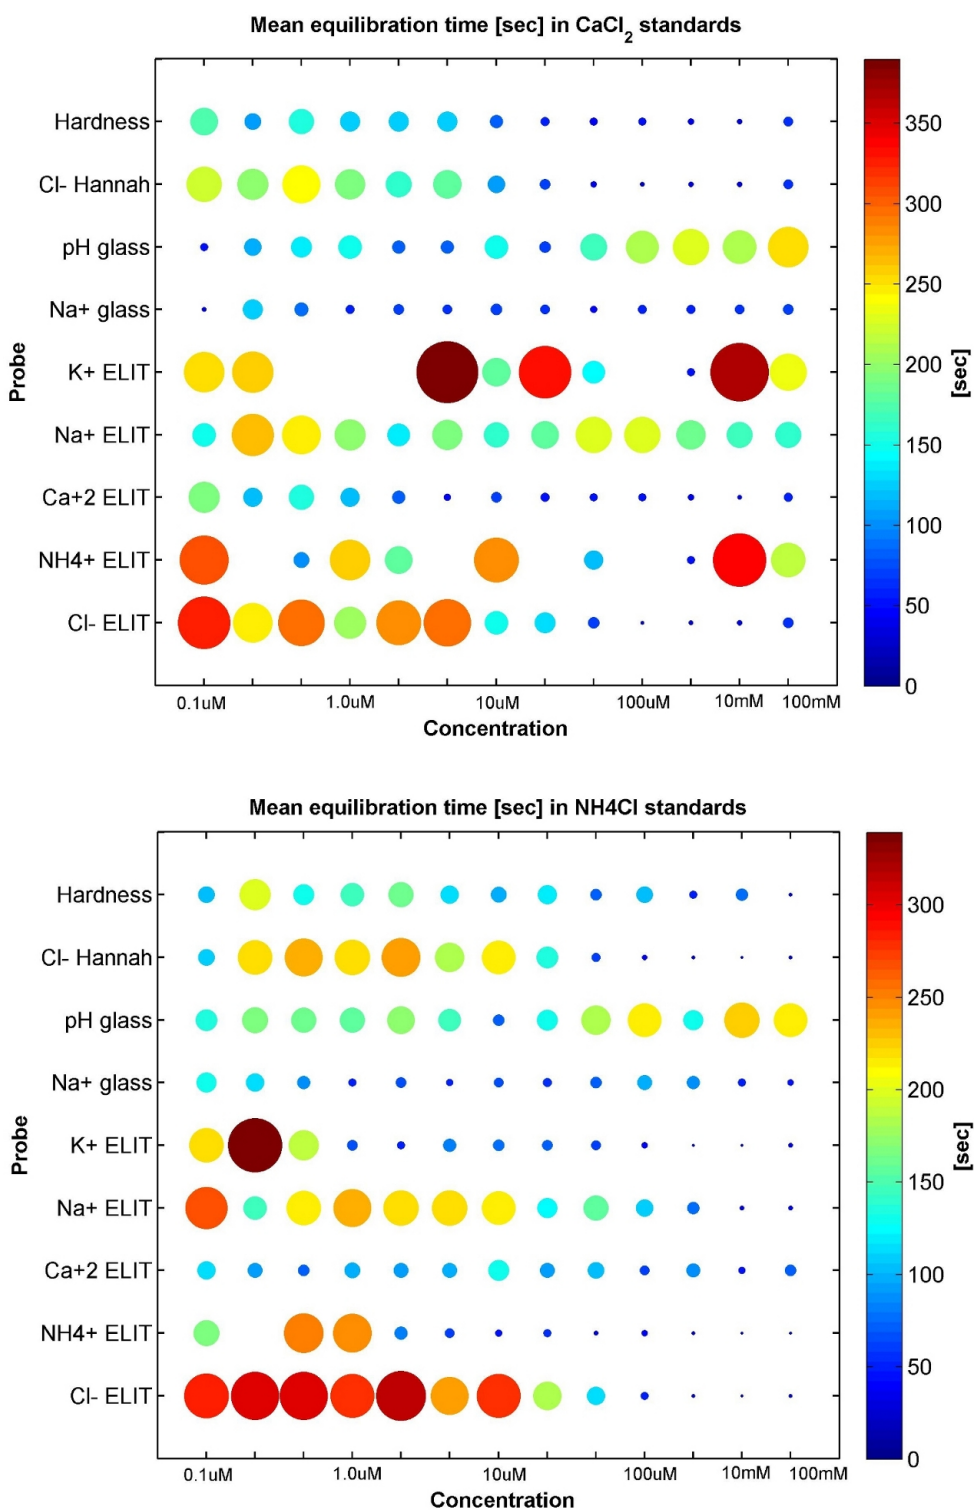 Mean equilibration time [sec] in CaCl₂ standards
Hardness
Cl- Hannah
pH glass
Na+ glass
K+ ELIT
Na+ ELIT
Ca+2 ELIT
NH4+ ELIT
Cl- ELIT
Probe
0.1uM 1.0uM 10uM 100uM 10mM 100mM
Concentration
350
300
250
200
150
100
50
0
[sec]
Mean equilibration time [sec] in NH4Cl standards
Hardness
Cl- Hannah
pH glass
Na+ glass
K+ ELIT
Na+ ELIT
Ca+2 ELIT
NH4+ ELIT
Cl- ELIT
Probe
0.1uM 1.0uM 10uM 100uM 10mM 100mM
Concentration
300
250
200
150
100
50
0
[sec]